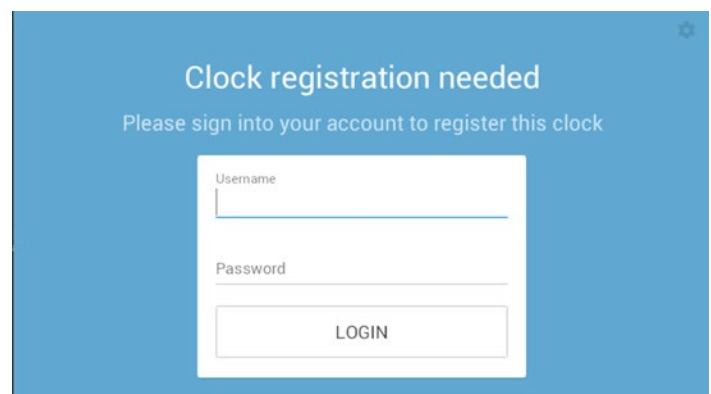 Clock registration needed
Please sign into your account to register this clock
Username
Password
LOGIN